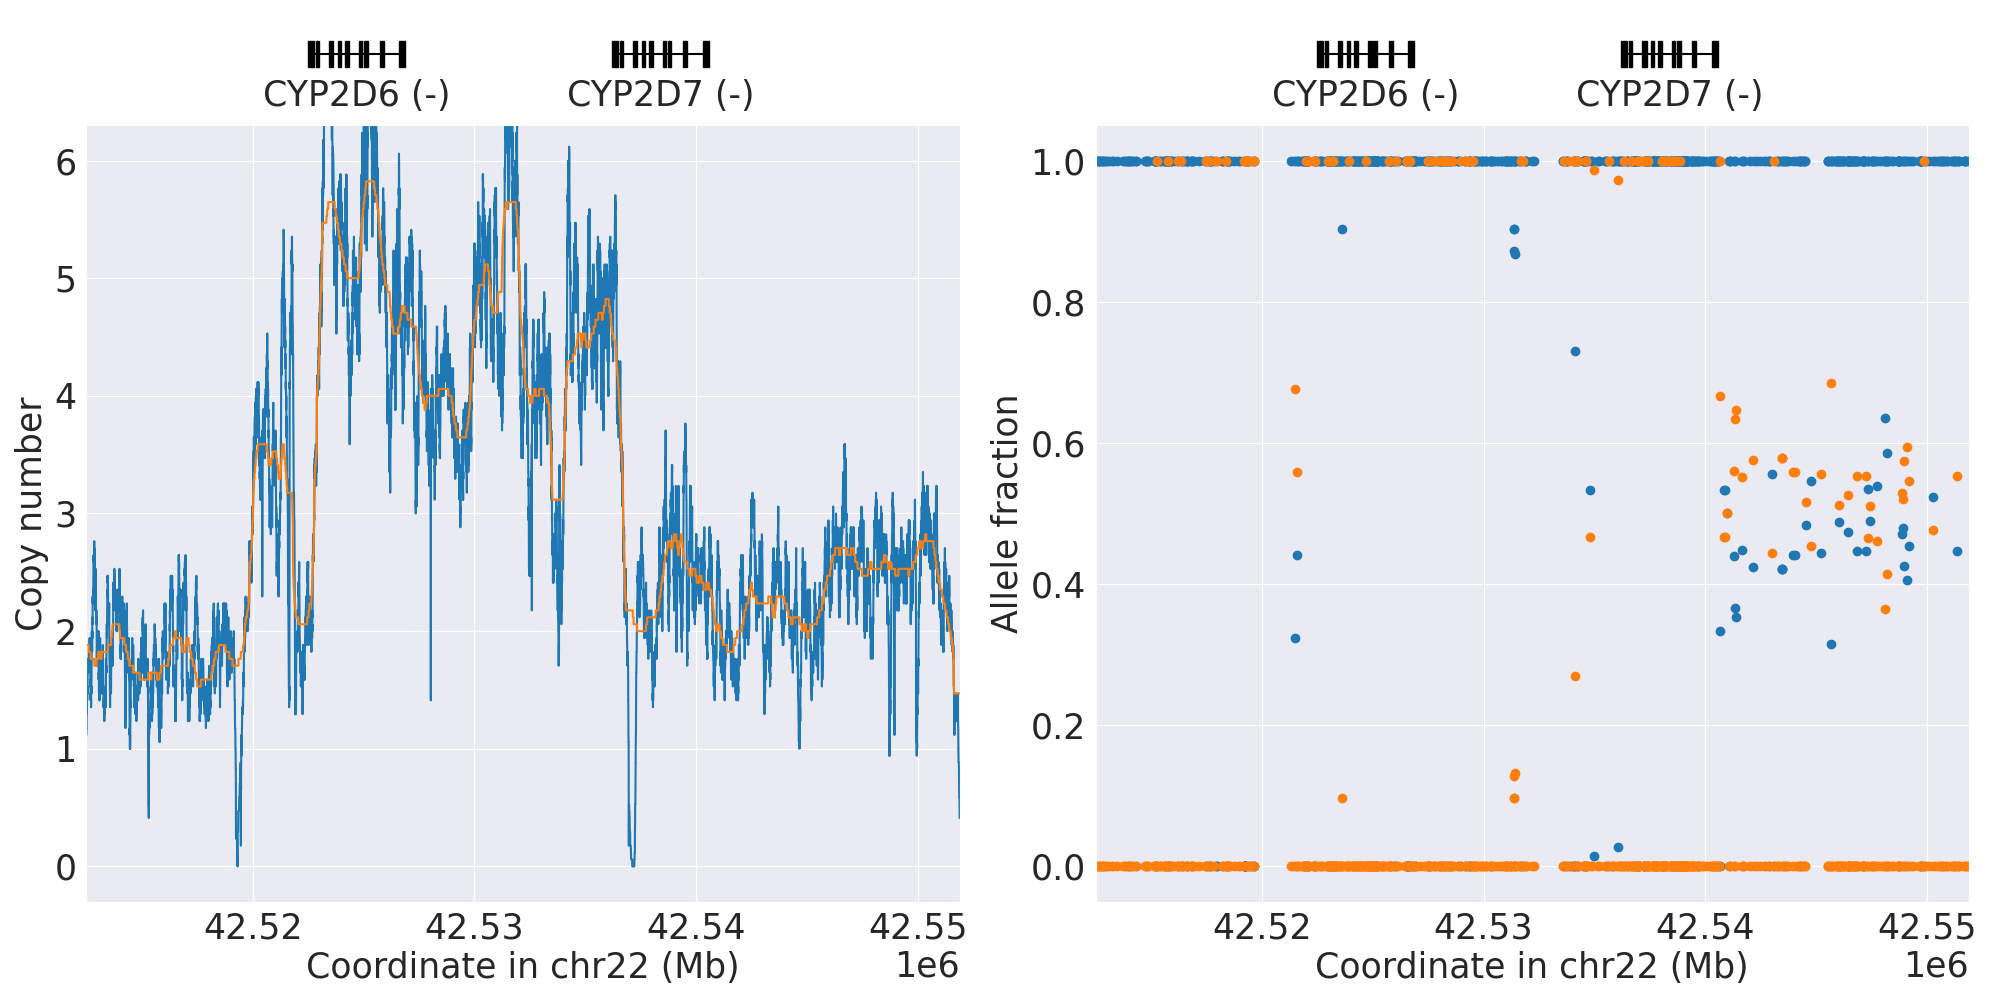 CYP2D6 (-)
CYP2D7 (-)
6
5
4
3
2
1
0
Copy number
42.52
42.53
42.54
42.55
Coordinate in chr22 (Mb)
1e6
CYP2D6 (-)
CYP2D7 (-)
1.0
0.8
0.6
0.4
0.2
0.0
Allele fraction
42.52
42.53
42.54
42.55
Coordinate in chr22 (Mb)
1e6